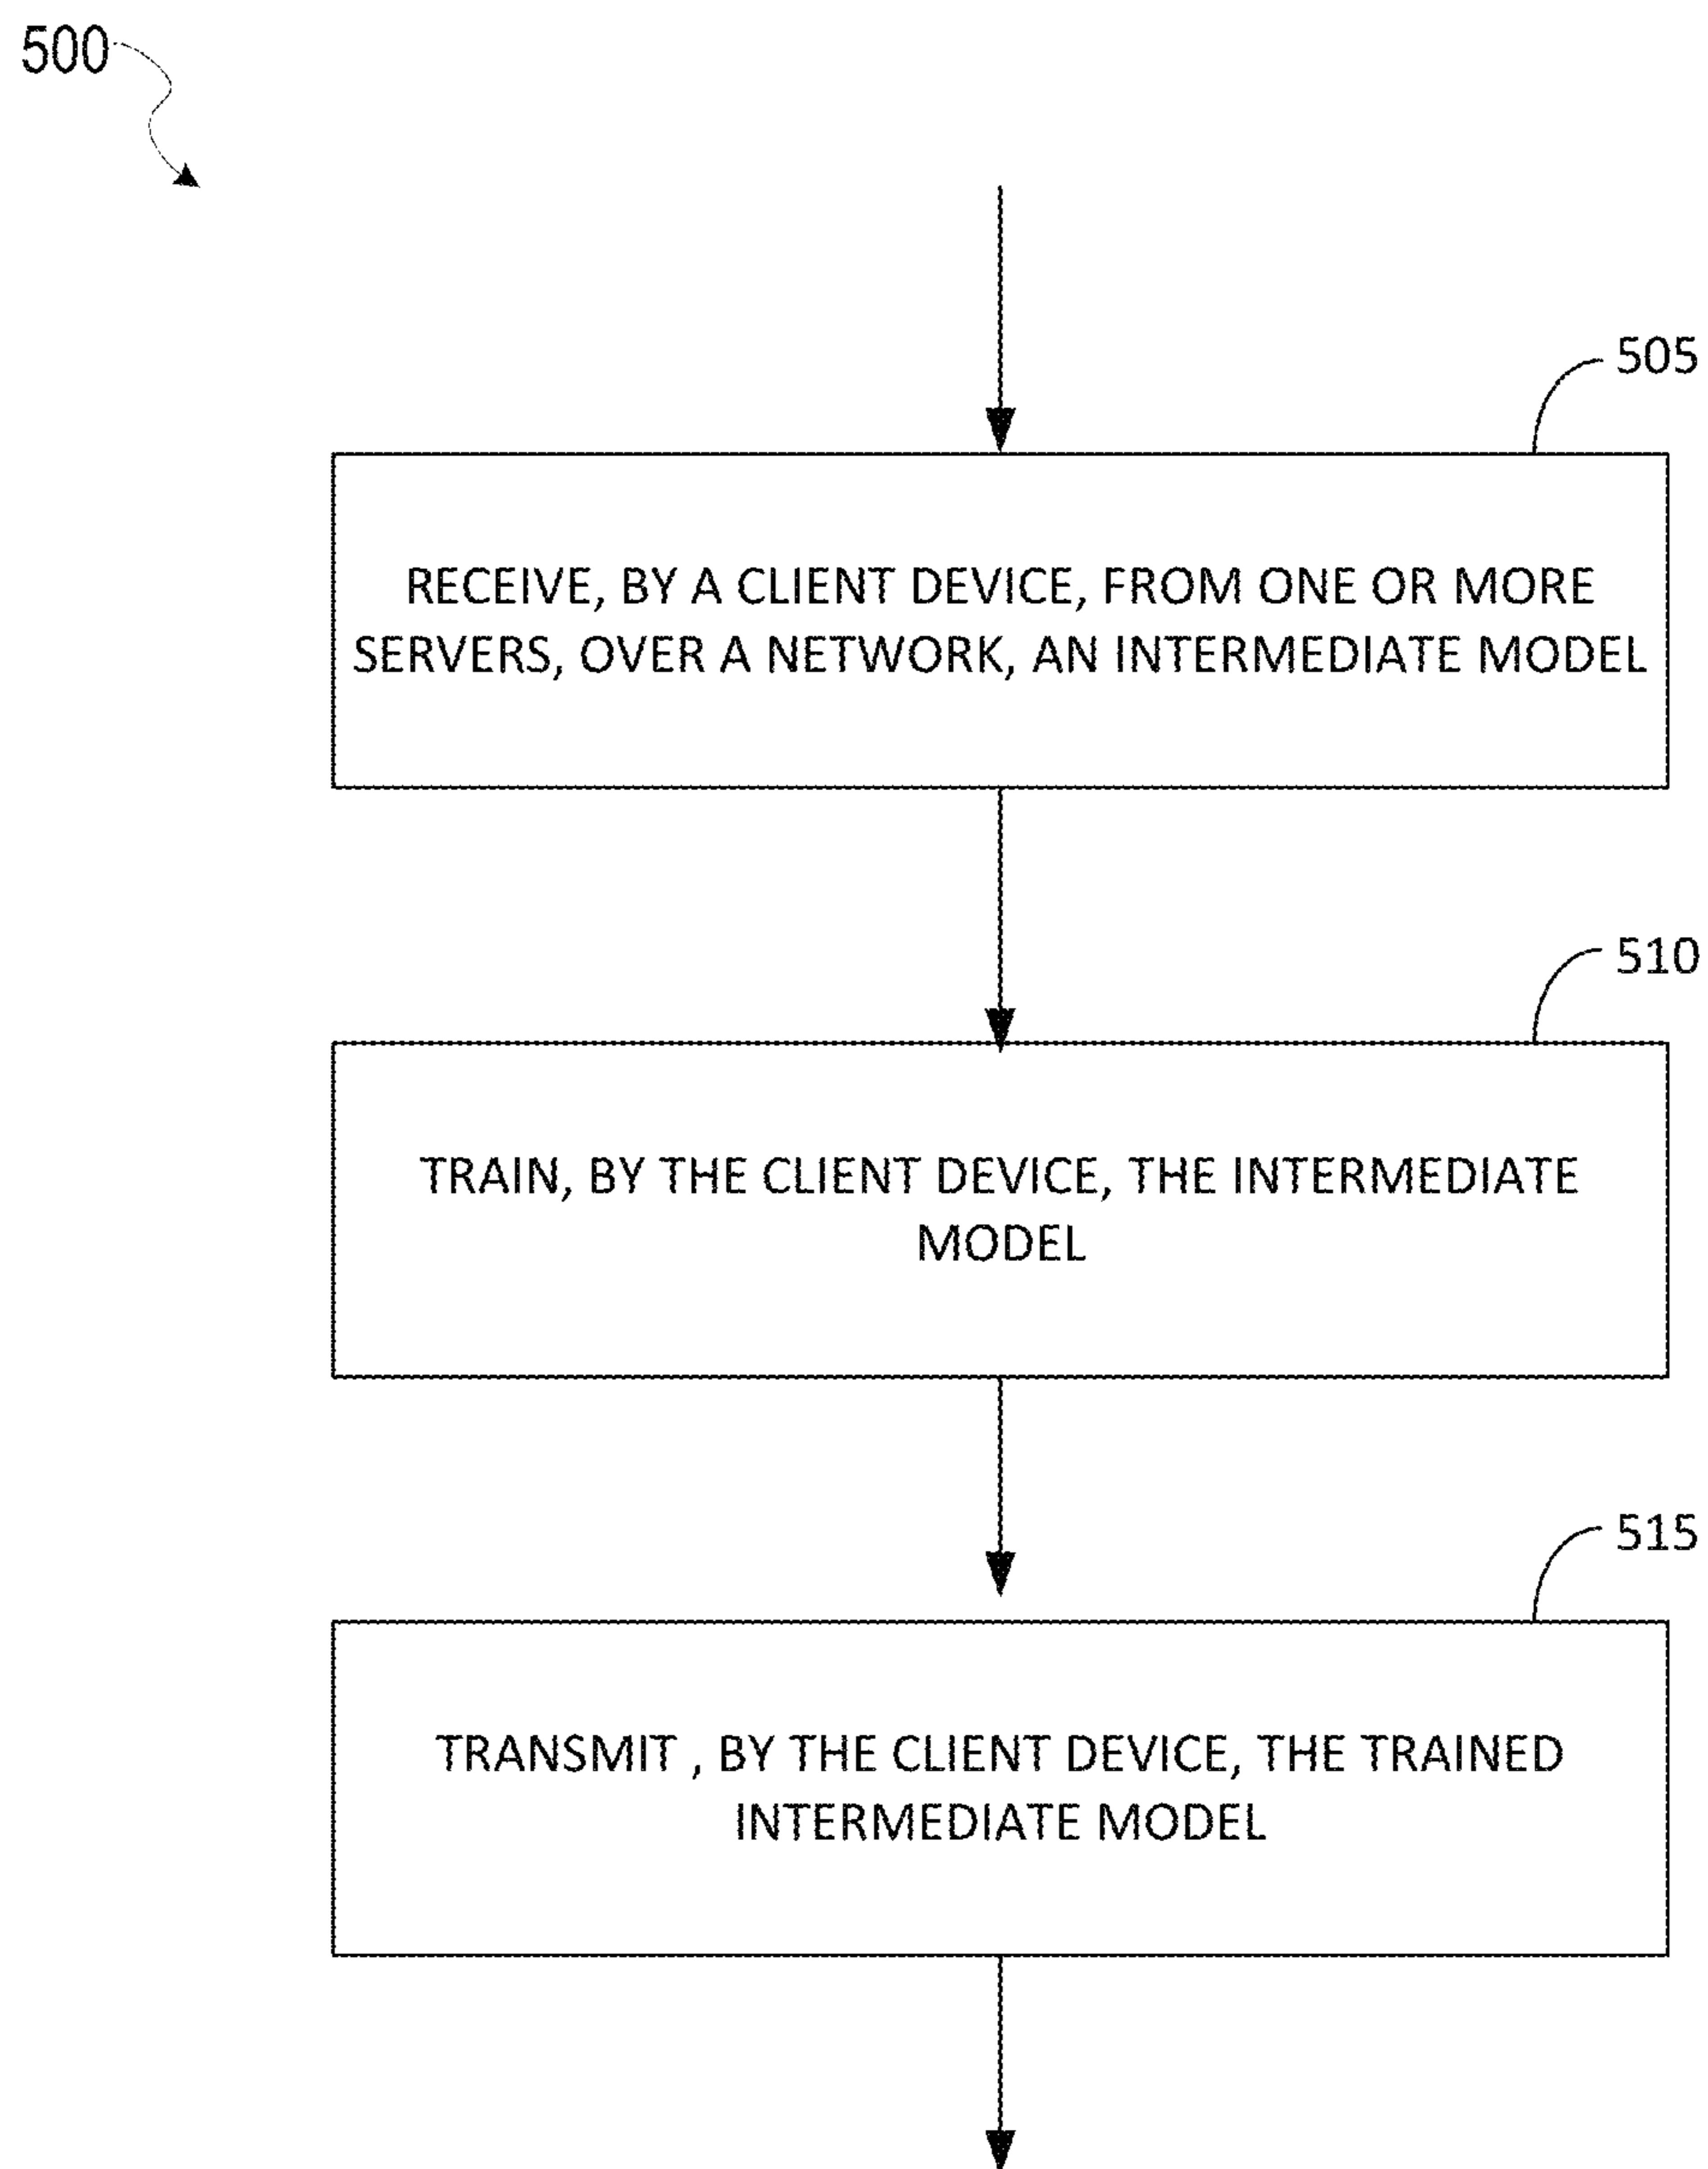 500
505
RECEIVE, BY A CLIENT DEVICE, FROM ONE OR MORE
SERVERS, OVER A NETWORK, AN INTERMEDIATE MODEL
510
TRAIN, BY THE CLIENT DEVICE, THE INTERMEDIATE
MODEL
515
TRANSMIT , BY THE CLIENT DEVICE, THE TRAINED
INTERMEDIATE MODEL